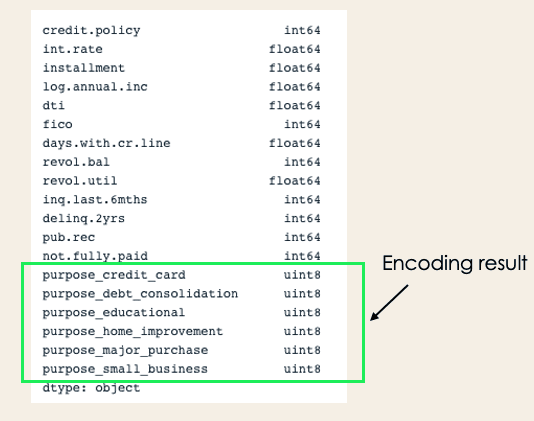 credit.policy int64
int.rate float64
installment float64
log.annual.inc float64
dti float64
fico int64
days.with.cr.line float64
revol.bal int64
revol.util float64
inq.last.6mths int64
delinq.2yrs int64
pub.rec int64
not.fully.paid int64
purpose_credit_card uint8
purpose_debt_consolidation uint8
purpose_educational uint8
purpose_home_improvement uint8
purpose_major_purchase uint8
purpose_small_business uint8
dtype: object
Encoding result